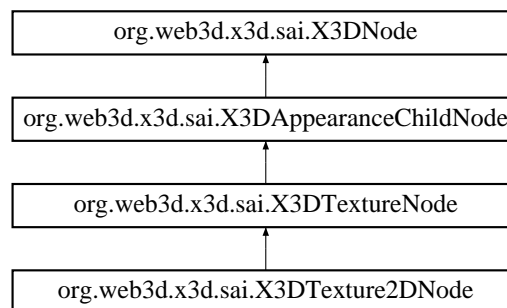 org.web3d.x3d.sai.X3DNode
org.web3d.x3d.sai.X3DAppearanceChildNode
org.web3d.x3d.sai.X3DTextureNode
org.web3d.x3d.sai.X3DTexture2DNode